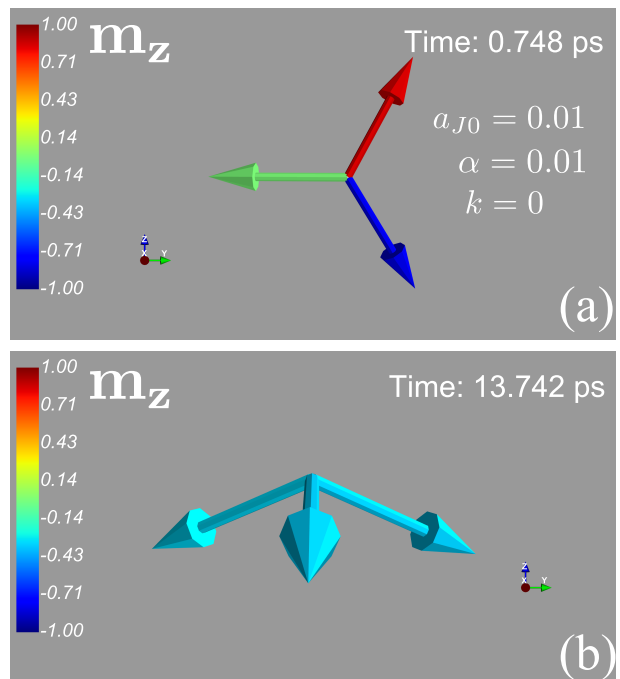 1.00
0.71
0.43
0.14
-0.14
-0.43
-0.71
-1.00
m_z
Time: 0.748 ps
a_{J0} = 0.01
α = 0.01
k = 0
Z
X
Y
(a)
1.00
0.71
0.43
0.14
-0.14
-0.43
-0.71
-1.00
m_z
Time: 13.742 ps
Z
X
Y
(b)